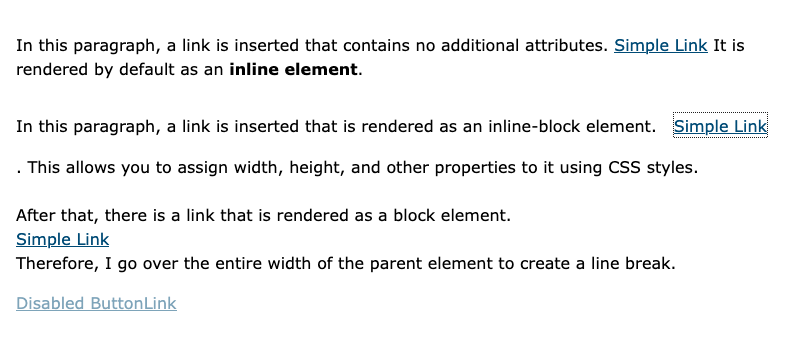 In this paragraph, a link is inserted that contains no additional attributes. Simple Link It is
rendered by default as an inline element.
In this paragraph, a link is inserted that is rendered as an inline-block element. Simple Link
. This allows you to assign width, height, and other properties to it using CSS styles.
After that, there is a link that is rendered as a block element.
Simple Link
Therefore, I go over the entire width of the parent element to create a line break.
Disabled ButtonLink